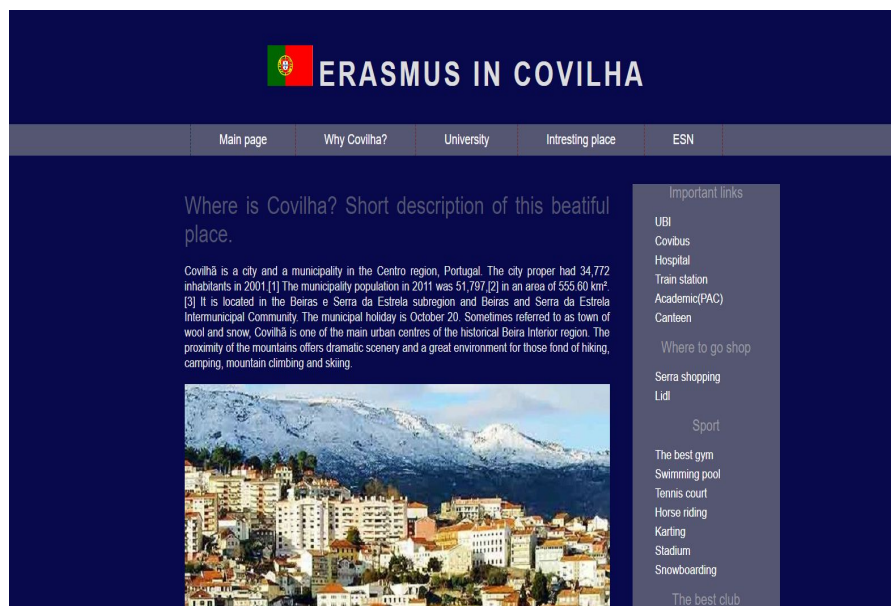 ERASMUS IN COVILHA
Main page
Why Covilha?
University
Intresting place
ESN
Where is Covilha? Short description of this beatiful
place.
Covilhã is a city and a municipality in the Centro region, Portugal. The city proper had 34,772
inhabitants in 2001.[1] The municipality population in 2011 was 51,797,[2] in an area of 555.60 km².
[3] It is located in the Beiras e Serra da Estrela subregion and Beiras and Serra da Estrela
Intermunicipal Community. The municipal holiday is October 20. Sometimes referred to as town of
wool and snow, Covilhã is one of the main urban centres of the historical Beira Interior region. The
proximity of the mountains offers dramatic scenery and a great environment for those fond of hiking,
camping, mountain climbing and skiing.
Important links
UBI
Covibus
Hospital
Train station
Academic(PAC)
Canteen
Where to go shop
Serra shopping
Lidl
Sport
The best gym
Swimming pool
Tennis court
Horse riding
Karting
Stadium
Snowboarding
The best club